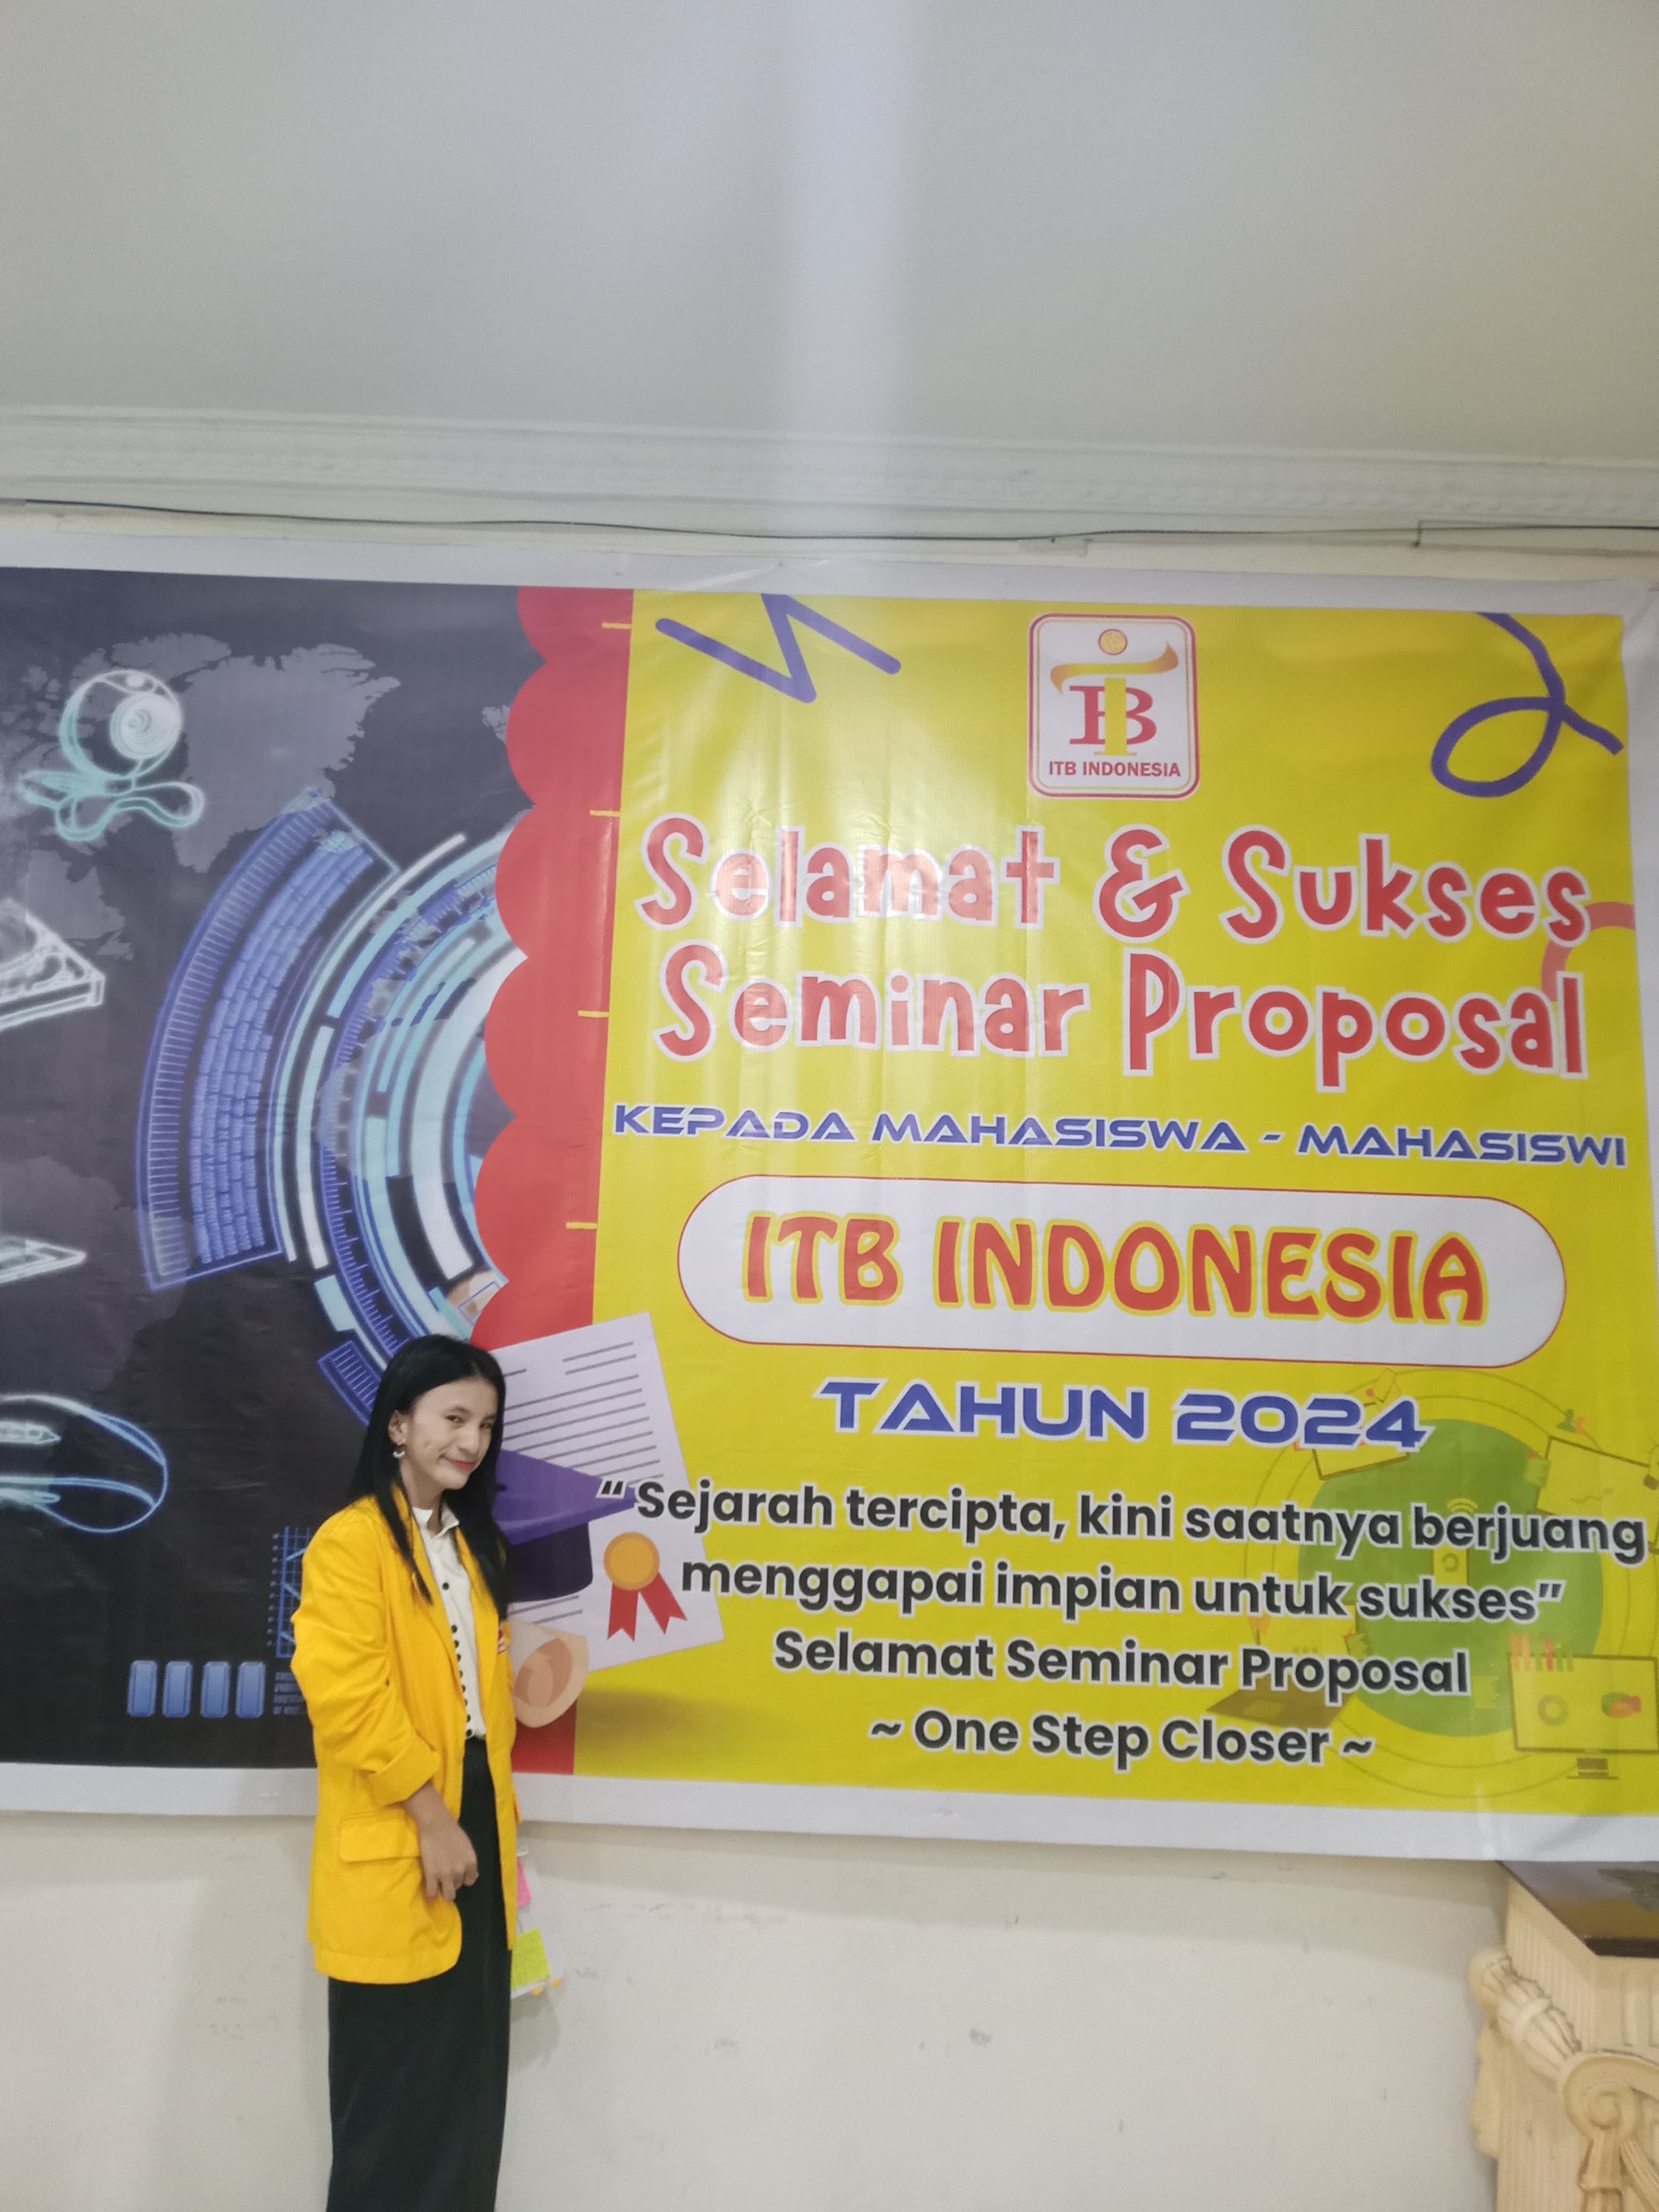 ITB INDONESIA
Selamat & Sukses
Seminar Proposal
KEPADA MAHASISWA - MAHASISWI
ITB INDONESIA
TAHUN 2024
“Sejarah tercipta, kini saatnya berjuang
menggapai impian untuk sukses”
Selamat Seminar Proposal
~ One Step Closer ~